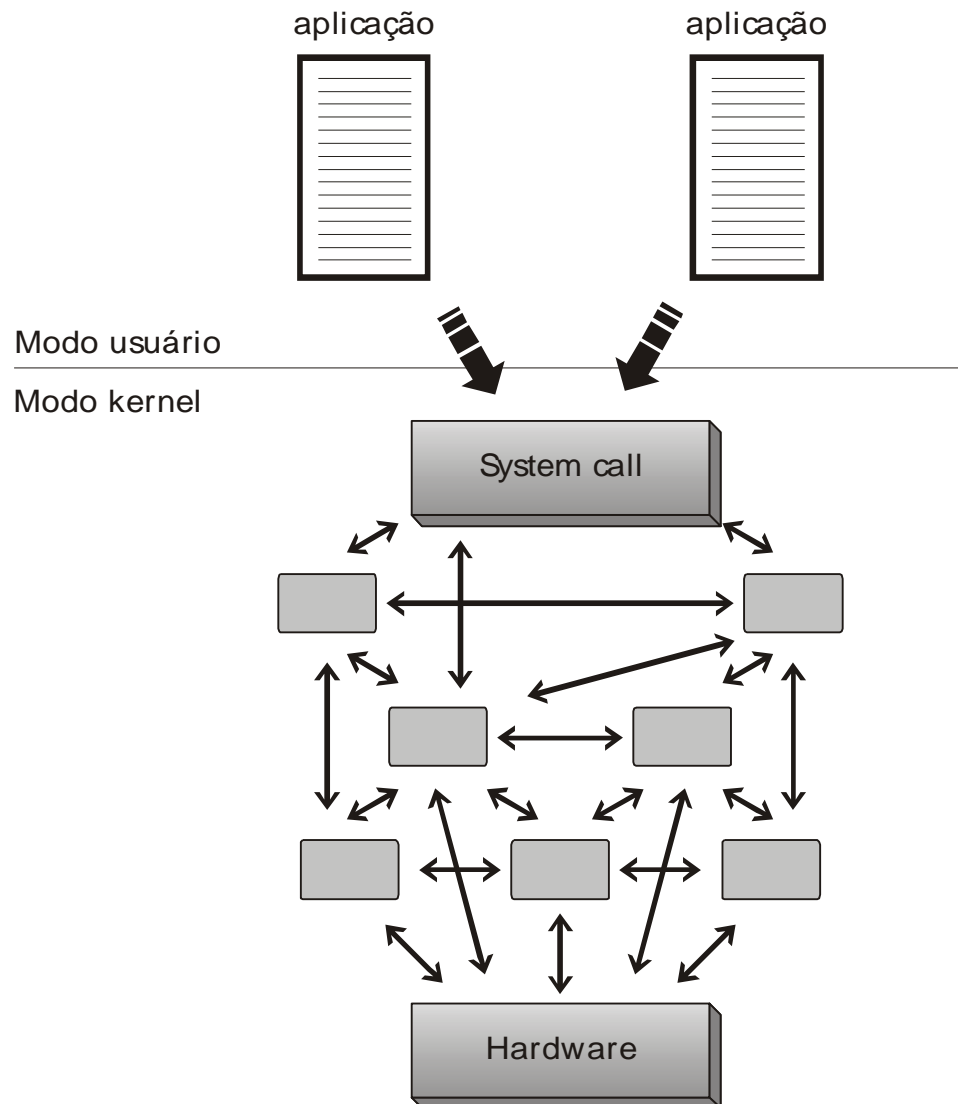 aplicação
aplicação
Modo usuário
Modo kernel
System call
Hardware